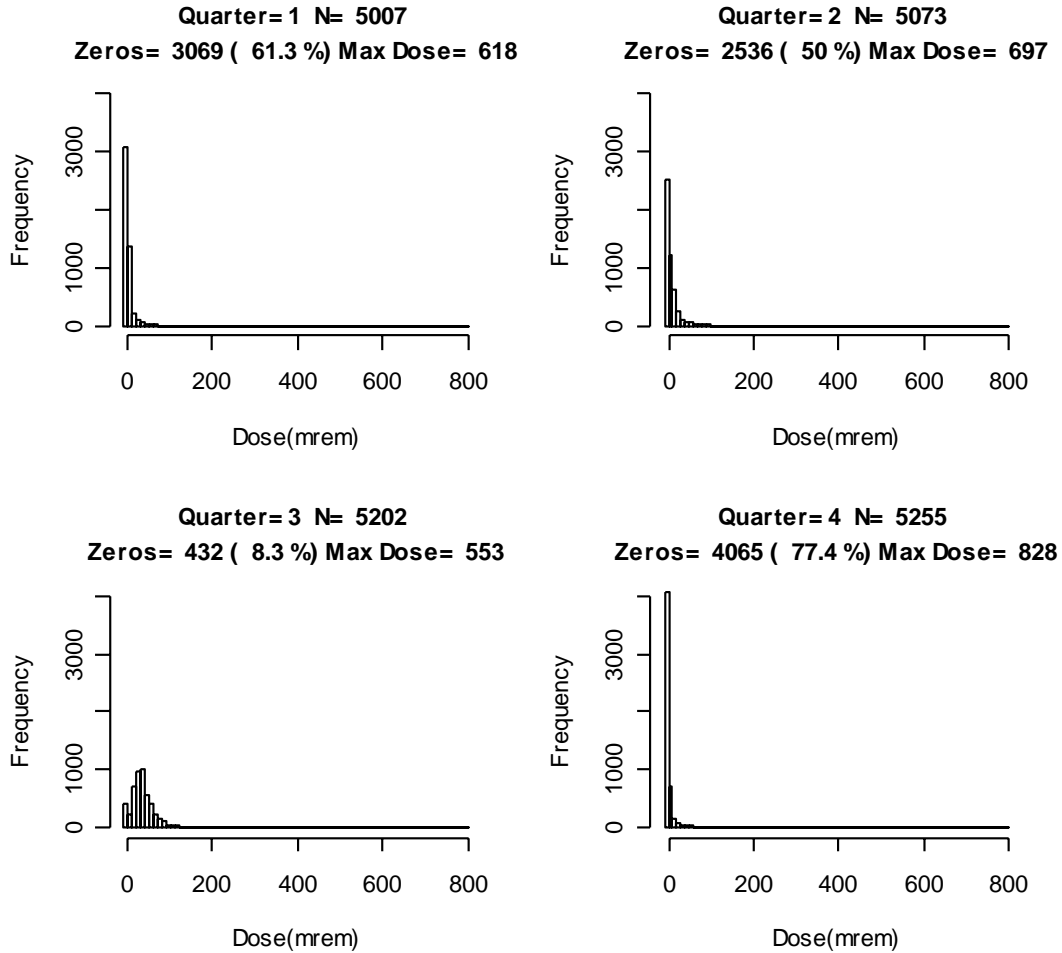 Quarter= 1 N= 5007
Zeros= 3069 ( 61.3 %) Max Dose= 618
Frequency
0 1000 3000
0 200 400 600 800
Dose(mrem)
Quarter= 2 N= 5073
Zeros= 2536 ( 50 %) Max Dose= 697
Frequency
0 1000 3000
0 200 400 600 800
Dose(mrem)
Quarter= 3 N= 5202
Zeros= 432 ( 8.3 %) Max Dose= 553
Frequency
0 1000 3000
0 200 400 600 800
Dose(mrem)
Quarter= 4 N= 5255
Zeros= 4065 ( 77.4 %) Max Dose= 828
Frequency
0 1000 3000
0 200 400 600 800
Dose(mrem)